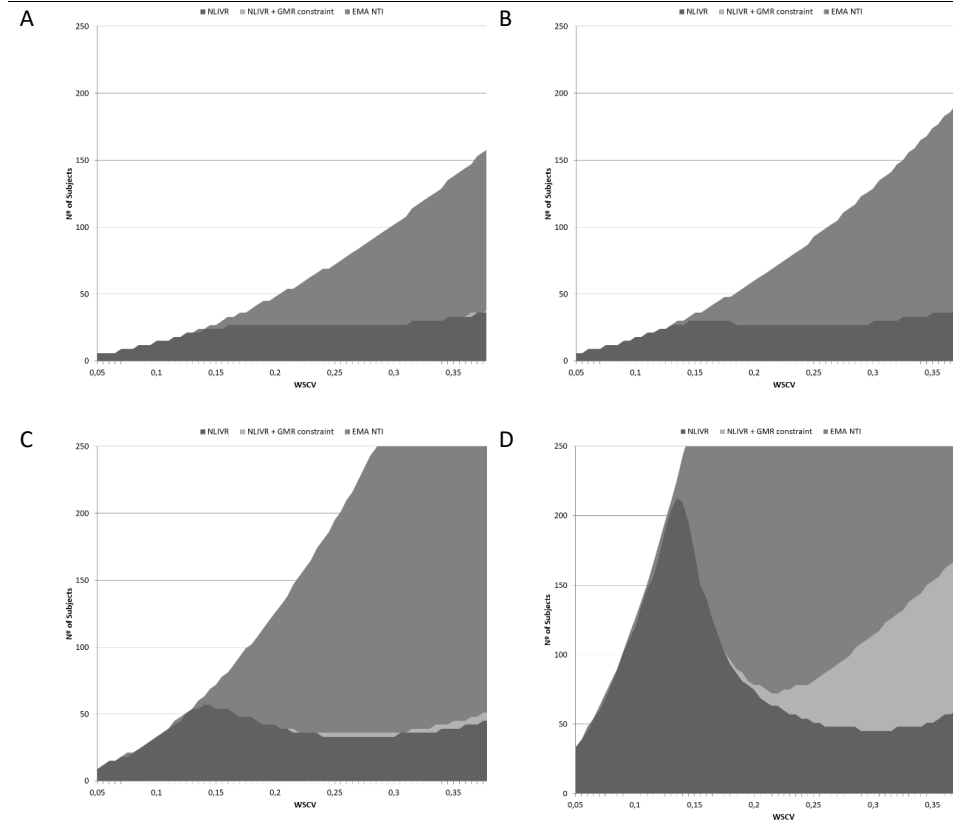 A
NLIVR NLIVR + GMR constraint EMA NTI
250
200
150
100
50
0
Nº of Subjects
0,05 0,1 0,15 0,2 0,25 0,3 0,35
WSCV
B
NLIVR NLIVR + GMR constraint EMA NTI
250
200
150
100
50
0
Nº of Subjects
0,05 0,1 0,15 0,2 0,25 0,3 0,35
WSCV
C
NLIVR NLIVR + GMR constraint EMA NTI
250
200
150
100
50
0
Nº of Subjects
0,05 0,1 0,15 0,2 0,25 0,3 0,35
WSCV
D
NLIVR NLIVR + GMR constraint EMA NTI
250
200
150
100
50
0
Nº of Subjects
0,05 0,1 0,15 0,2 0,25 0,3 0,35
WSCV